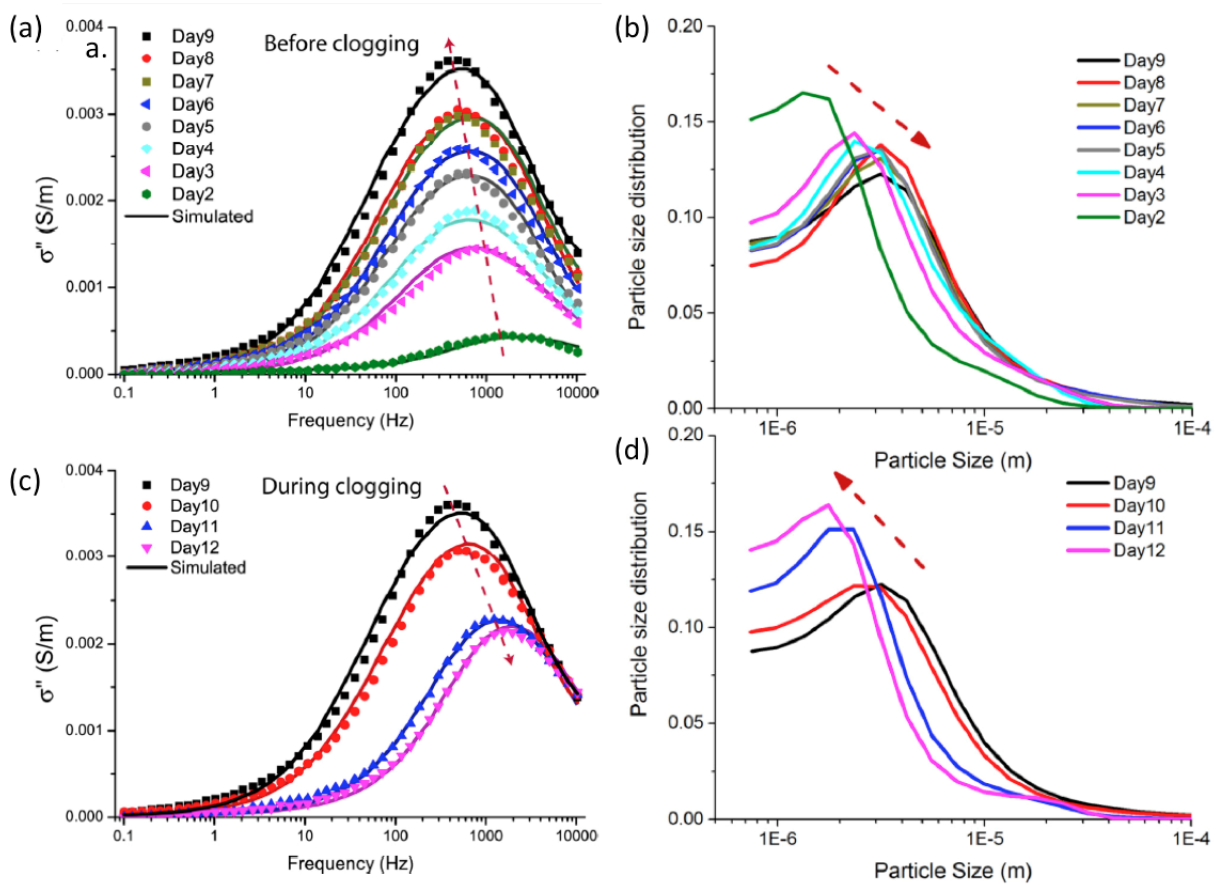 (a)
a.
Before clogging
Day9
Day8
Day7
Day6
Day5
Day4
Day3
Day2
Simulated
σ'' (S/m)
0.004
0.003
0.002
0.001
0.000
0.1 1 10 100 1000 10000
Frequency (Hz)
(b)
Day9
Day8
Day7
Day6
Day5
Day4
Day3
Day2
Particle size distribution
0.20
0.15
0.10
0.05
0.00
1E-6 1E-5 1E-4
Particle Size (m)
(c)
During clogging
Day9
Day10
Day11
Day12
Simulated
σ'' (S/m)
0.004
0.003
0.002
0.001
0.000
0.1 1 10 100 1000 10000
Frequency (Hz)
(d)
Day9
Day10
Day11
Day12
Particle size distribution
0.20
0.15
0.10
0.05
0.00
1E-6 1E-5 1E-4
Particle Size (m)